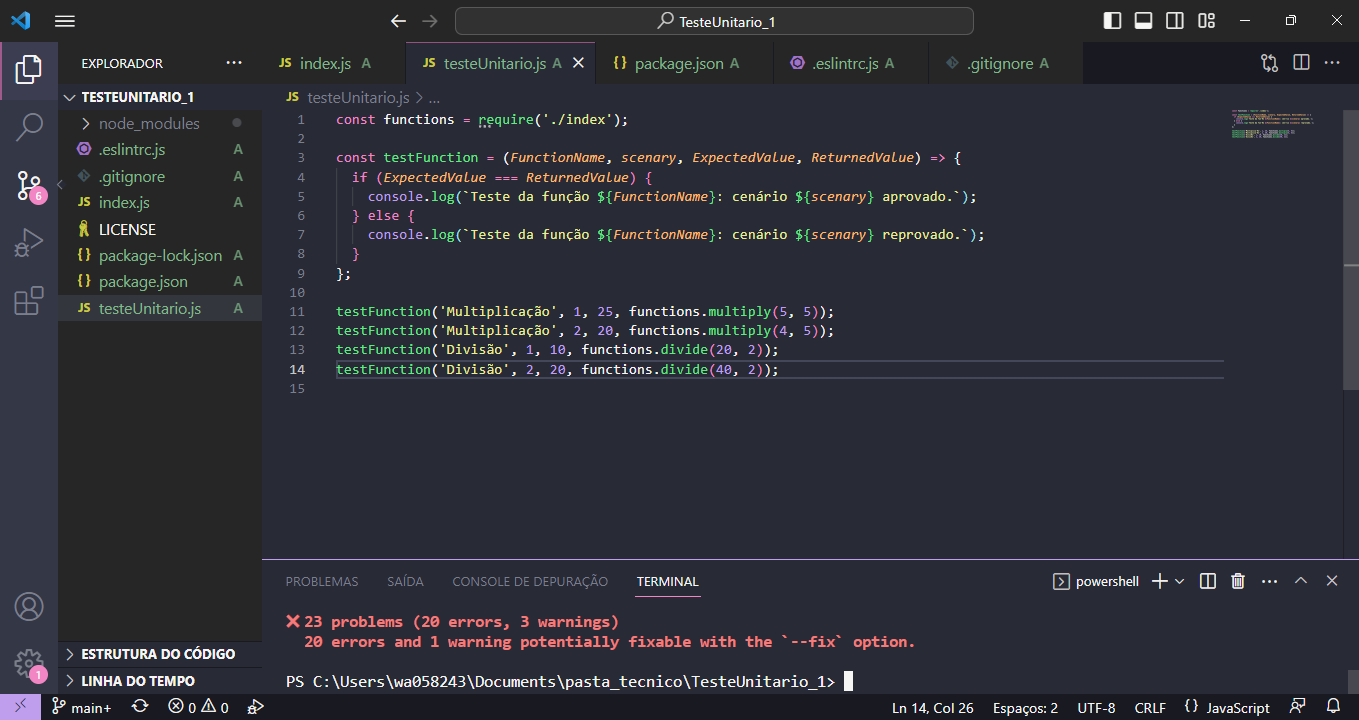 TesteUnitario_1
EXPLORADOR
TESTEUNITARIO_1
node_modules
.eslintrc.js A
.gitignore A
index.js A
LICENSE
package-lock.json A
package.json A
testeUnitario.js A
ESTRUTURA DO CÓDIGO
LINHA DO TEMPO
6
1
JS index.js A
JS testeUnitario.js A
{} package.json A
.eslintrc.js A
.gitignore A
JS testeUnitario.js > ...
1 const functions = require('./index');
2
3 const testFunction = (FunctionName, scenary, ExpectedValue, ReturnedValue) => {
4 if (ExpectedValue === ReturnedValue) {
5 console.log(`Teste da função ${FunctionName}: cenário ${scenary} aprovado.`);
6 } else {
7 console.log(`Teste da função ${FunctionName}: cenário ${scenary} reprovado.`);
8 }
9 };
10
11 testFunction('Multiplicação', 1, 25, functions.multiply(5, 5));
12 testFunction('Multiplicação', 2, 20, functions.multiply(4, 5));
13 testFunction('Divisão', 1, 10, functions.divide(20, 2));
14 testFunction('Divisão', 2, 20, functions.divide(40, 2));
15
PROBLEMAS SAÍDA CONSOLE DE DEPURAÇÃO TERMINAL
powershell
23 problems (20 errors, 3 warnings)
20 errors and 1 warning potentially fixable with the `--fix` option.
PS C:\Users\wa058243\Documents\pasta_tecnico\TesteUnitario_1>
main+ 0 0 Ln 14, Col 26 Espaços: 2 UTF-8 CRLF {} JavaScript